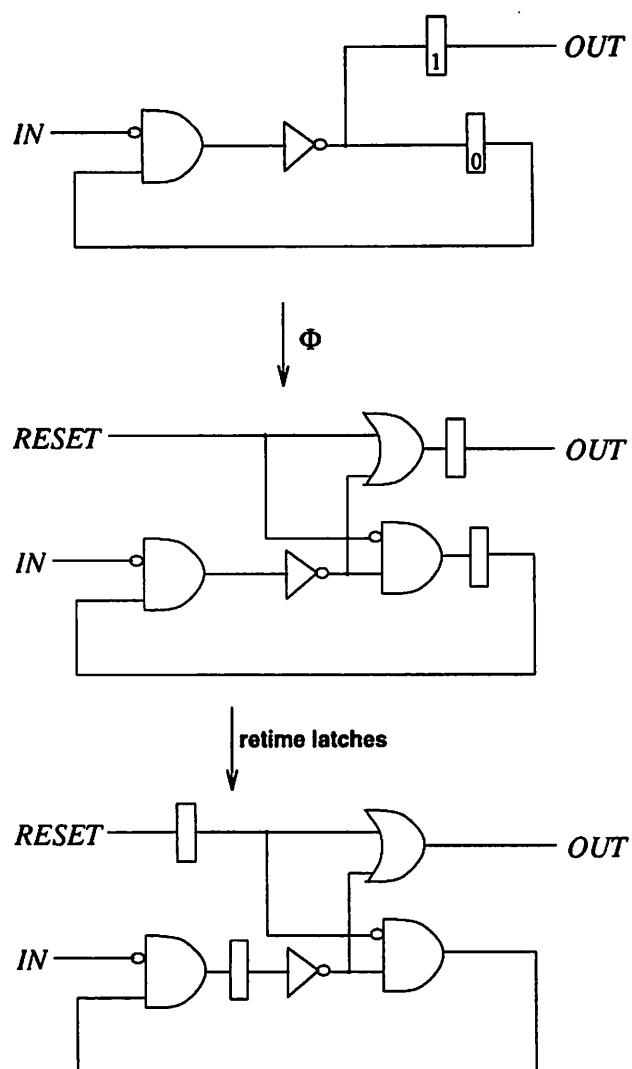 1
OUT
IN
0
Φ
RESET
OUT
IN
retime latches
RESET
OUT
IN